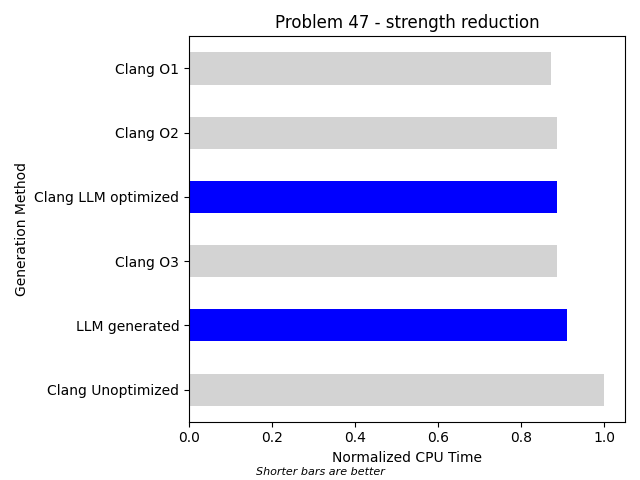 Problem 47 - strength reduction
Clang O1
Clang O2
Clang LLM optimized
Clang O3
LLM generated
Clang Unoptimized
Generation Method
0.0 0.2 0.4 0.6 0.8 1.0
Normalized CPU Time
Shorter bars are better